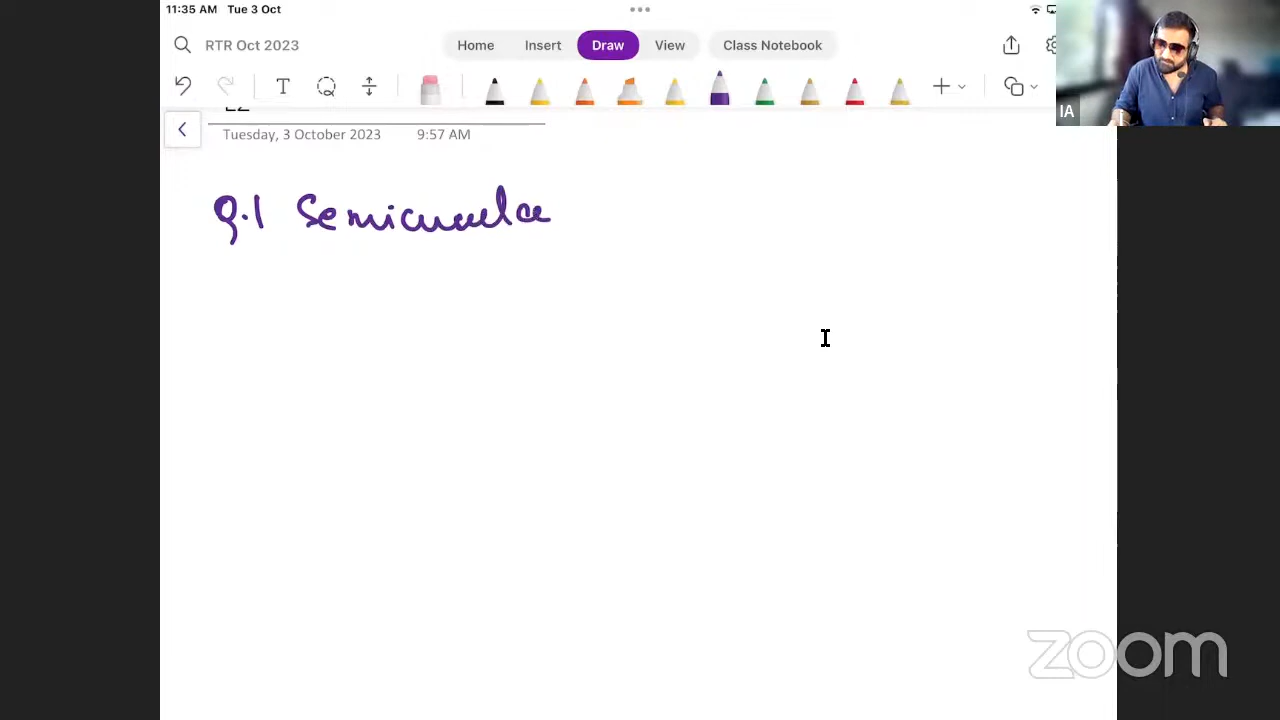 11:35 AM Tue 3 Oct
RTR Oct 2023
Home Insert Draw View Class Notebook
IA
Tuesday, 3 October 2023 9:57 AM
Q.1 Semicircular
zoom